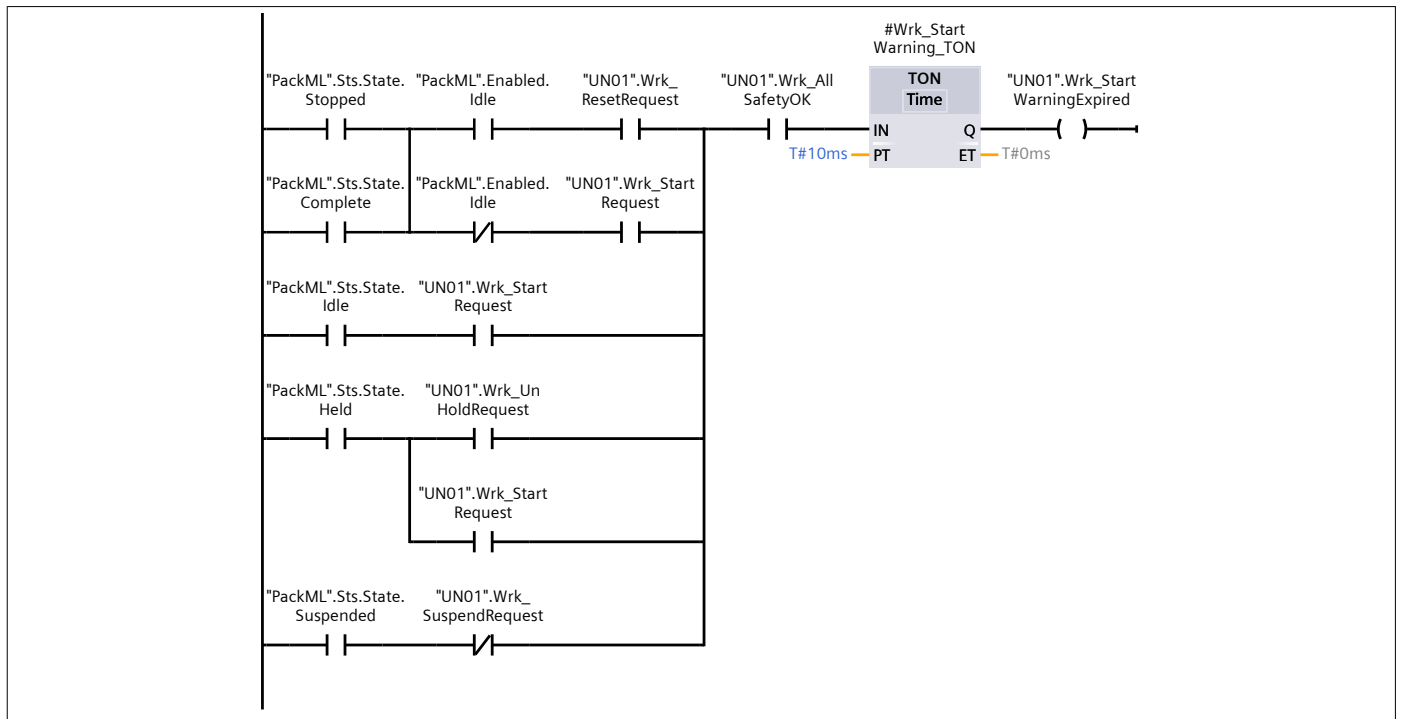 #Wrk_Start
Warning_TON
"PackML".Sts.State.
Stopped
"PackML".Enabled.
Idle
"UN01".Wrk_
ResetRequest
"UN01".Wrk_All
SafetyOK
TON
Time
"UN01".Wrk_Start
WarningExpired
IN
Q
T#10ms
PT
ET
T#0ms
"PackML".Sts.State.
Complete
"PackML".Enabled.
Idle
"UN01".Wrk_Start
Request
"PackML".Sts.State.
Idle
"UN01".Wrk_Start
Request
"PackML".Sts.State.
Held
"UN01".Wrk_Un
HoldRequest
"UN01".Wrk_Start
Request
"PackML".Sts.State.
Suspended
"UN01".Wrk_
SuspendRequest